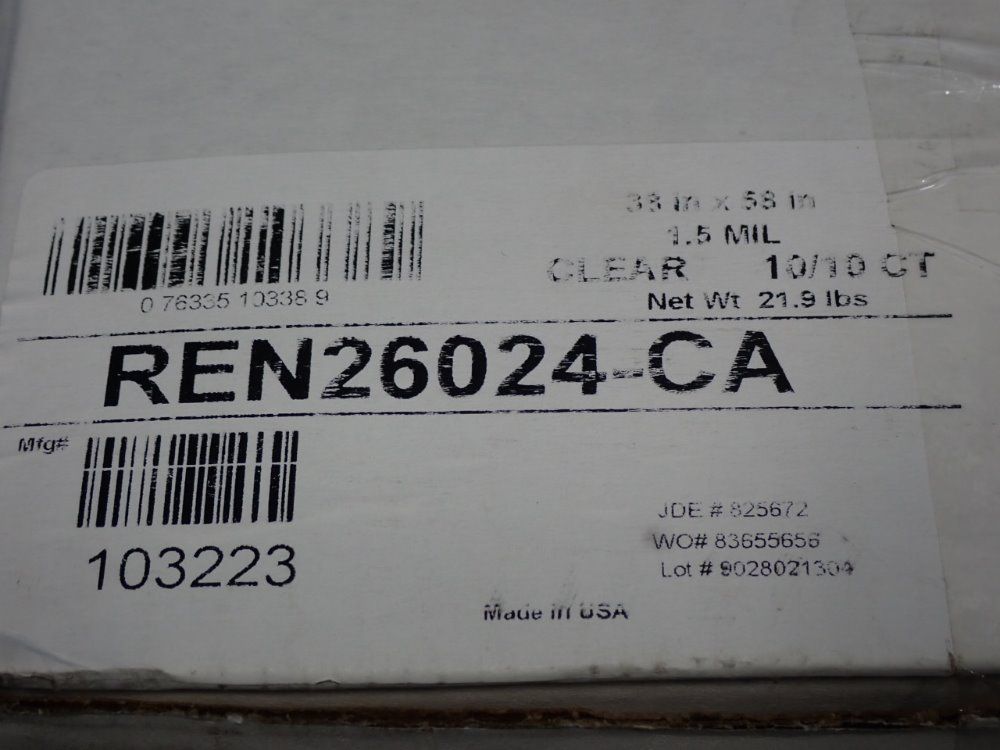 38 in x 58 in
1.5 MIL
CLEAR 10/10 CT
Net Wt 21.9 lbs
0 76335 10338 9
REN26024-CA
Mfg#
103223
JDE # 825672
WO# 83655656
Lot # 9028021304
Made in USA